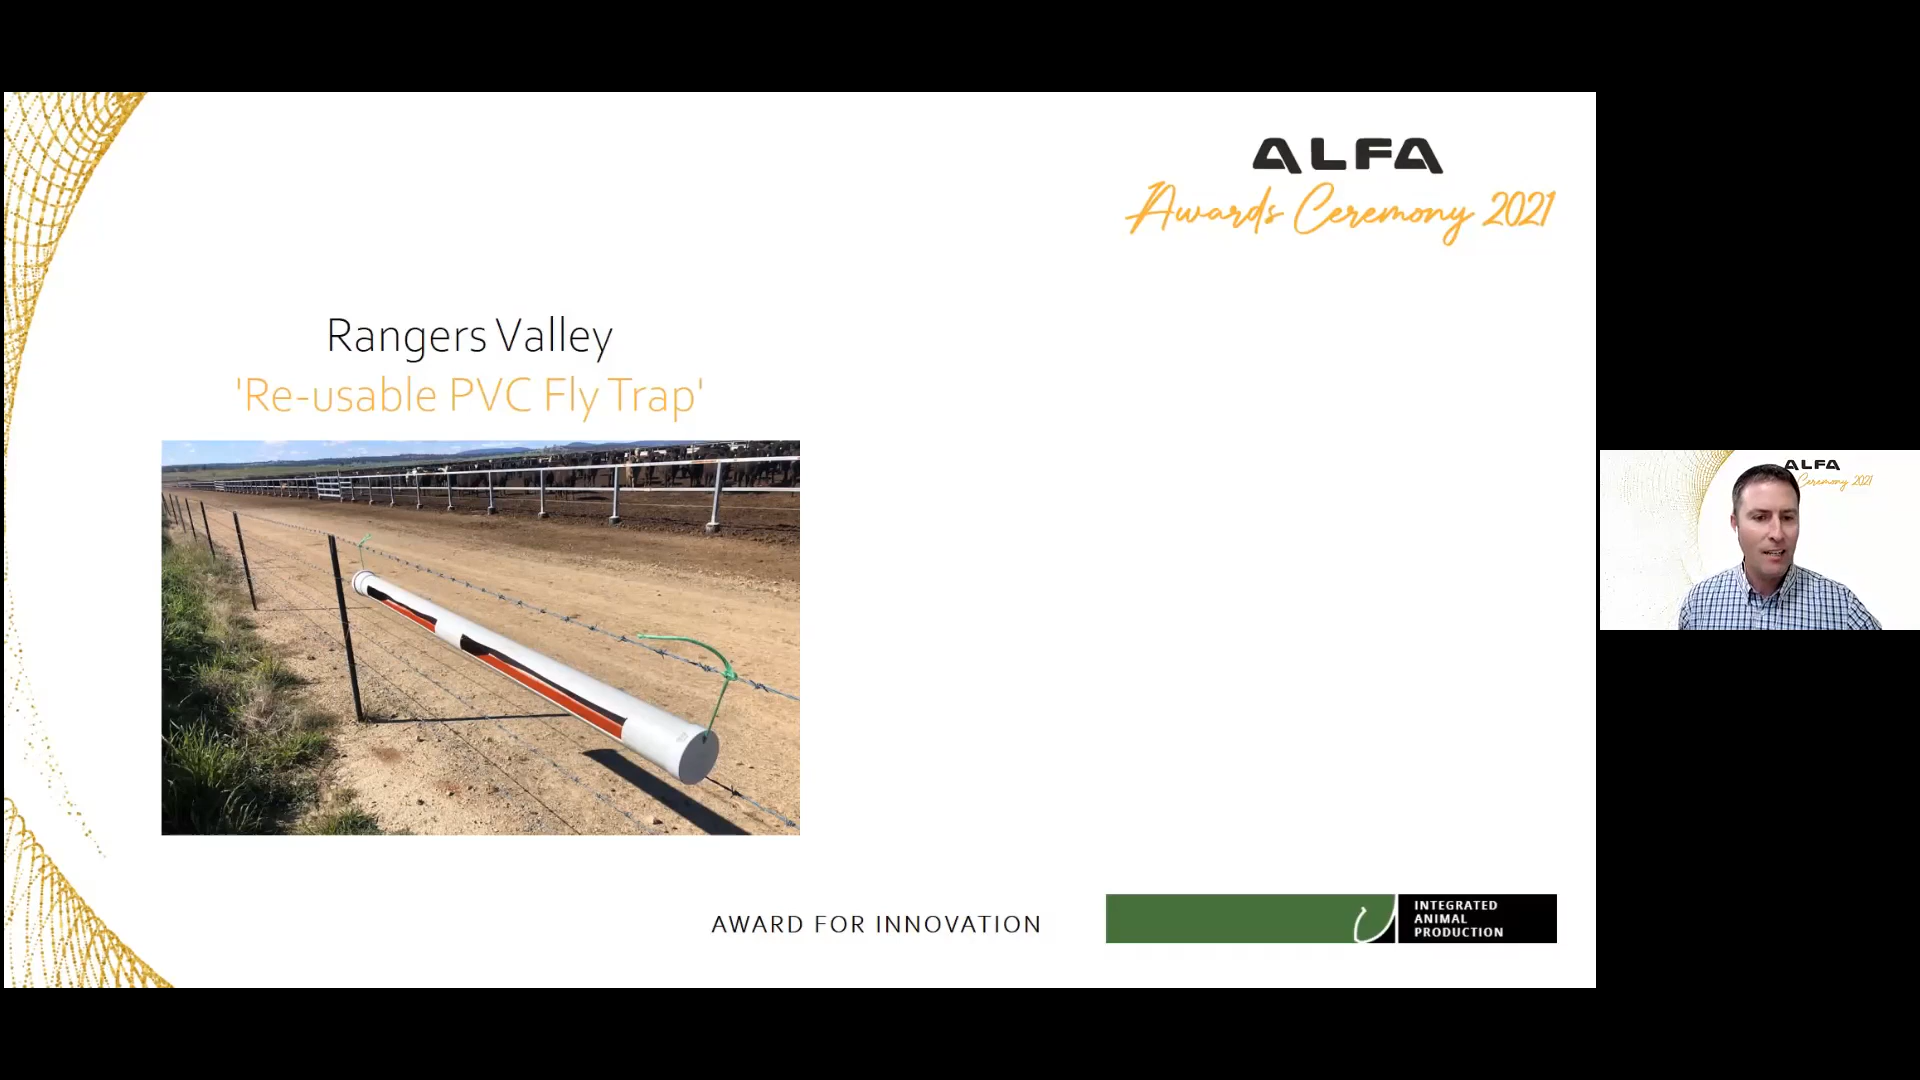 ALFA
Awards Ceremony 2021
Rangers Valley
'Re-usable PVC Fly Trap'
AWARD FOR INNOVATION
INTEGRATED
ANIMAL
PRODUCTION
ALFA
Ceremony 2021